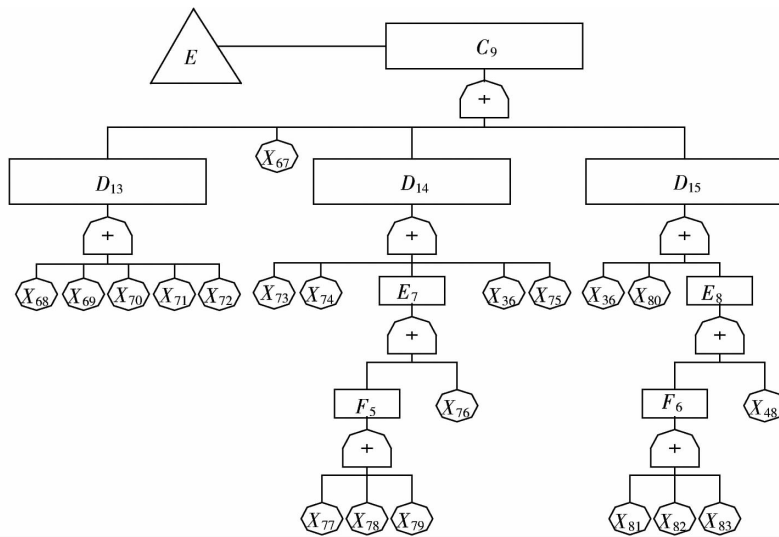 E C₉
+
X₆₇
D₁₃ D₁₄ D₁₅
+ + +
X₆₈ X₆₉ X₇₀ X₇₁ X₇₂ X₇₃ X₇₄ E₇ X₃₆ X₇₅ X₃₆ X₈₀ E₈
+ +
F₅ X₇₆ F₆ X₄₈
+ +
X₇₇ X₇₈ X₇₉ X₈₁ X₈₂ X₈₃